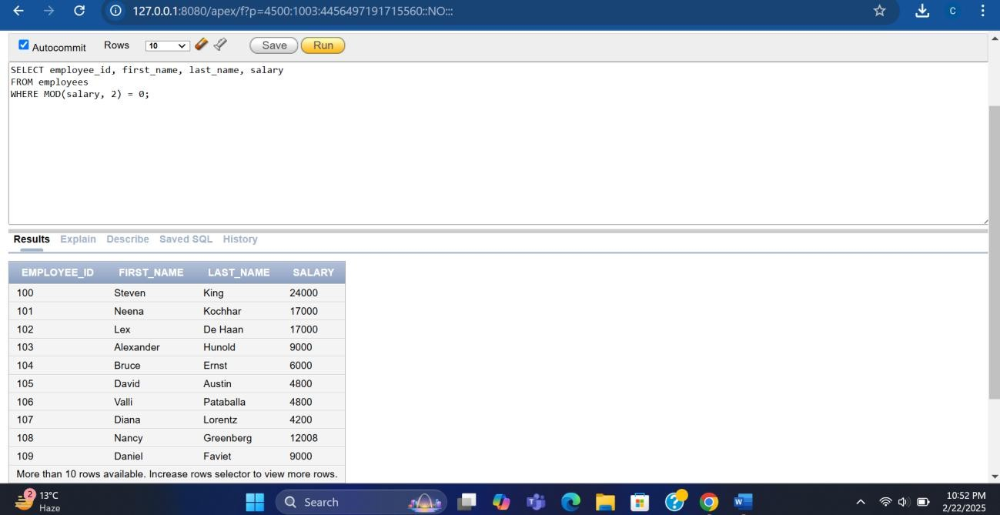 127.0.0.1:8080/apex/f?p=4500:1003:4456497191715560::NO:::
C
Autocommit Rows 10 Save Run
SELECT employee_id, first_name, last_name, salary
FROM employees
WHERE MOD(salary, 2) = 0;
Results Explain Describe Saved SQL History
EMPLOYEE_ID FIRST_NAME LAST_NAME SALARY
100 Steven King 24000
101 Neena Kochhar 17000
102 Lex De Haan 17000
103 Alexander Hunold 9000
104 Bruce Ernst 6000
105 David Austin 4800
106 Valli Pataballa 4800
107 Diana Lorentz 4200
108 Nancy Greenberg 12008
109 Daniel Faviet 9000
More than 10 rows available. Increase rows selector to view more rows.
2 13°C
Haze
Search
10:52 PM
2/22/2025